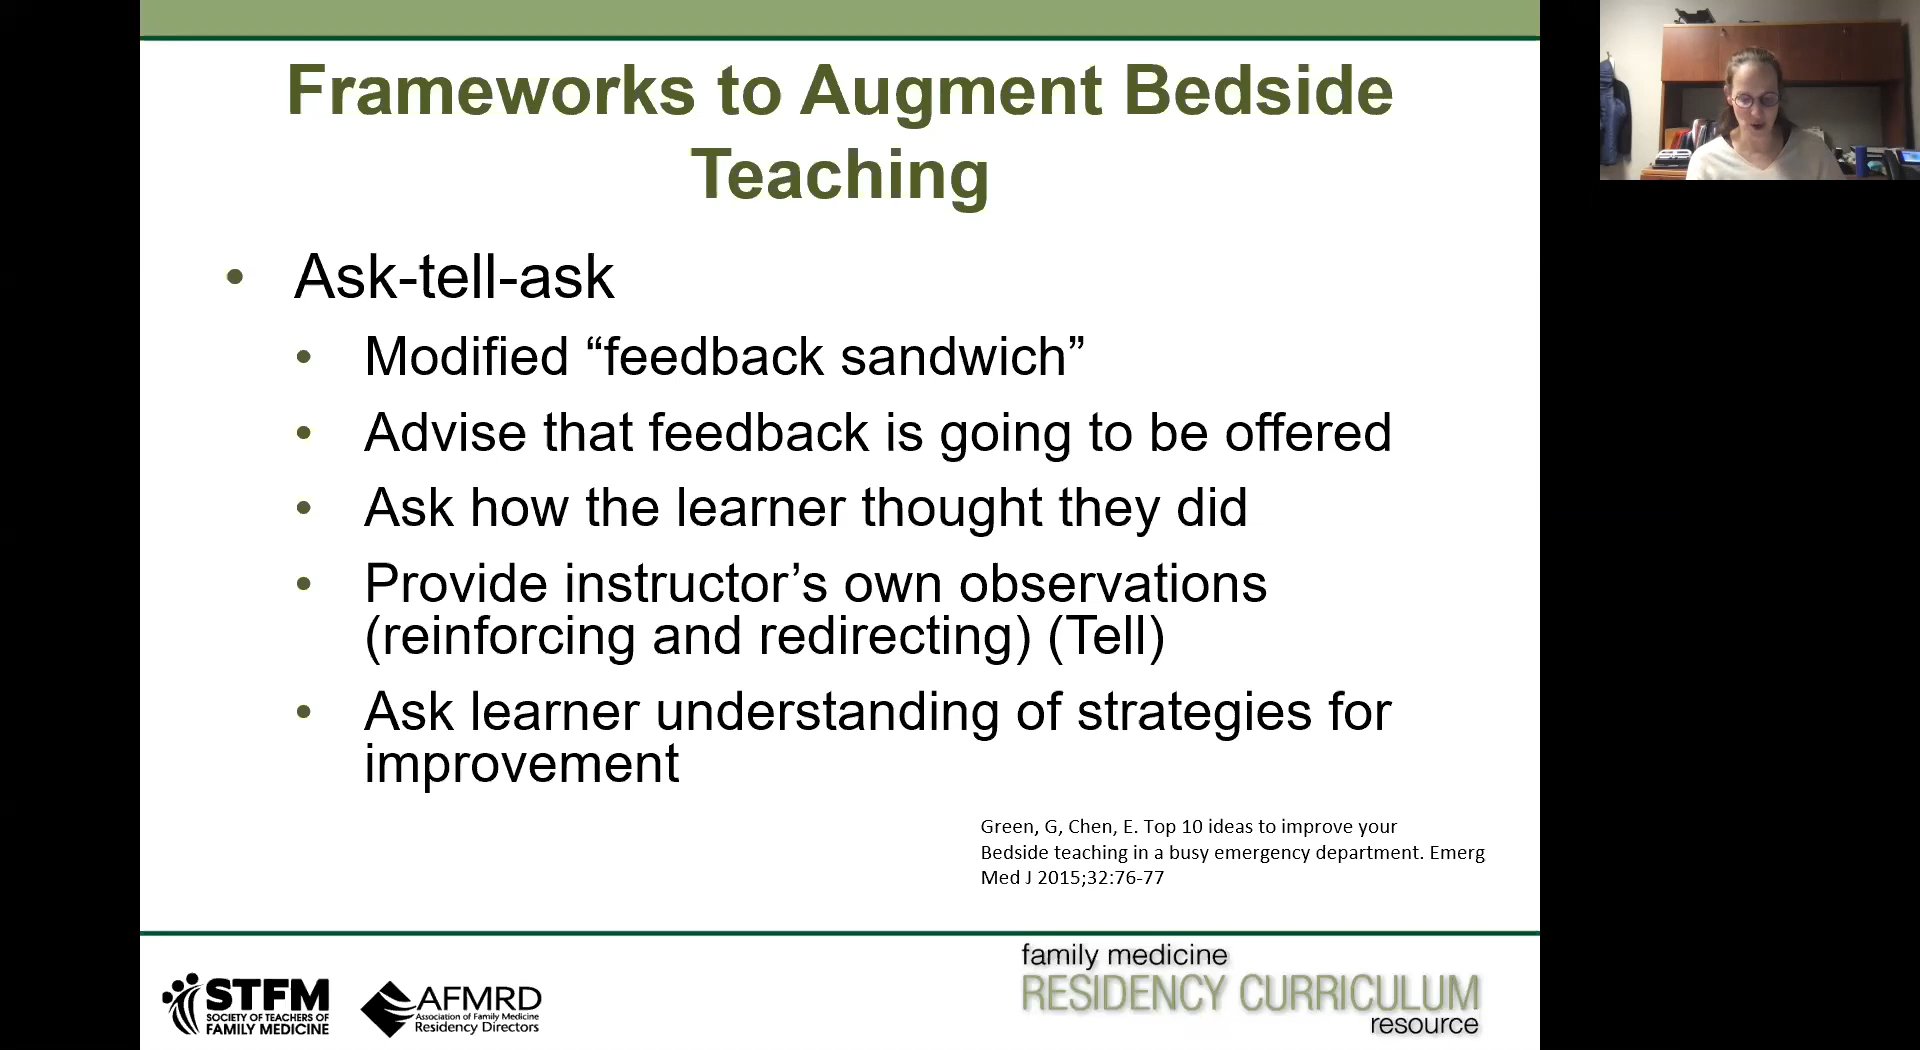 Frameworks to Augment Bedside
Teaching
• Ask-tell-ask
• Modified “feedback sandwich”
• Advise that feedback is going to be offered
• Ask how the learner thought they did
• Provide instructor’s own observations
(reinforcing and redirecting) (Tell)
• Ask learner understanding of strategies for
improvement
Green, G, Chen, E. Top 10 ideas to improve your
Bedside teaching in a busy emergency department. Emerg
Med J 2015;32:76-77
STFM
SOCIETY OF TEACHERS OF
FAMILY MEDICINE
AFMRD
Association of Family Medicine
Residency Directors
family medicine
RESIDENCY CURRICULUM
resource